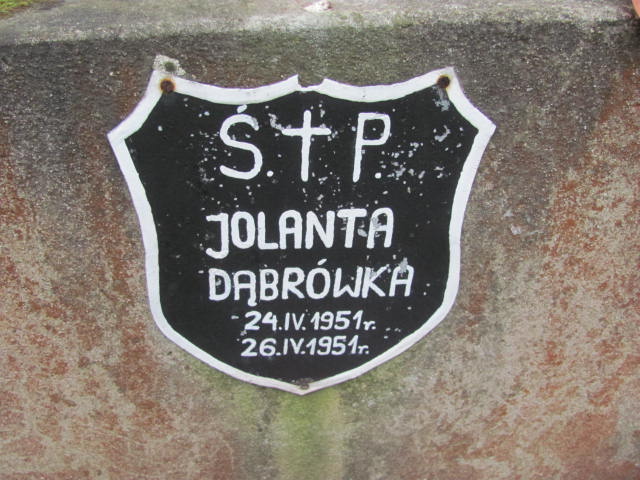 Ś.✝P.
JOLANTA
DĄBRÓWKA
24.IV.1951r.
26.IV.1951r.